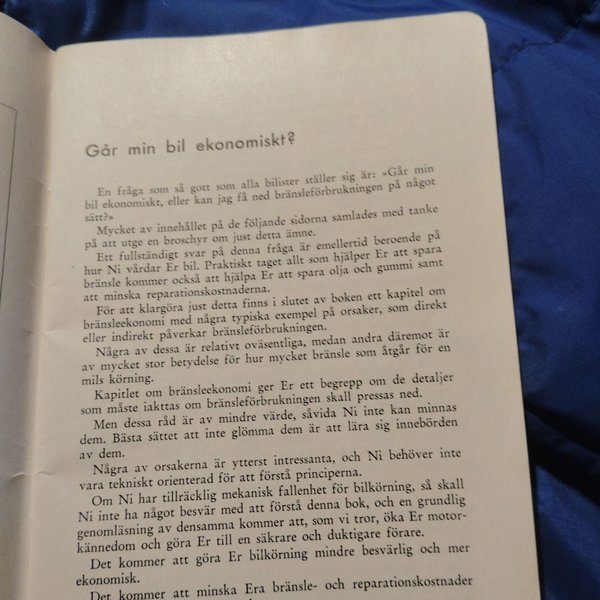 Går min bil ekonomiskt?
En fråga som så gott som alla bilister ställer sig är: »Går min
bil ekonomiskt, eller kan jag få ned bränsleförbrukningen på något
sätt?»
Mycket av innehållet på de följande sidorna samlades med tanke
på att utge en broschyr om just detta ämne.
Ett fullständigt svar på denna fråga är emellertid beroende på
hur Ni vårdar Er bil. Praktiskt taget allt som hjälper Er att spara
bränsle kommer också att hjälpa Er att spara olja och gummi samt
att minska reparationskostnaderna.
För att klargöra just detta finns i slutet av boken ett kapitel om
bränsleekonomi med några typiska exempel på orsaker, som direkt
eller indirekt påverkar bränsleförbrukningen.
Några av dessa är relativt oväsentliga, medan andra däremot är
av mycket stor betydelse för hur mycket bränsle som åtgår för en
mils körning.
Kapitlet om bränsleekonomi ger Er ett begrepp om de detaljer
som måste iakttas om bränsleförbrukningen skall pressas ned.
Men dessa råd är av mindre värde, såvida Ni inte kan minnas
dem. Bästa sättet att inte glömma dem är att lära sig innebörden
av dem.
Några av orsakerna är ytterst intressanta, och Ni behöver inte
vara tekniskt orienterad för att förstå principerna.
Om Ni har tillräcklig mekanisk fallenhet för bilkörning, så skall
Ni inte ha något besvär med att förstå denna bok, och en grundlig
genomläsning av densamma kommer att, som vi tror, öka Er motor-
kännedom och göra Er till en säkrare och duktigare förare.
Det kommer att göra Er bilkörning mindre besvärlig och mer
ekonomisk.
Det kommer att minska Era bränsle- och reparationskostnader